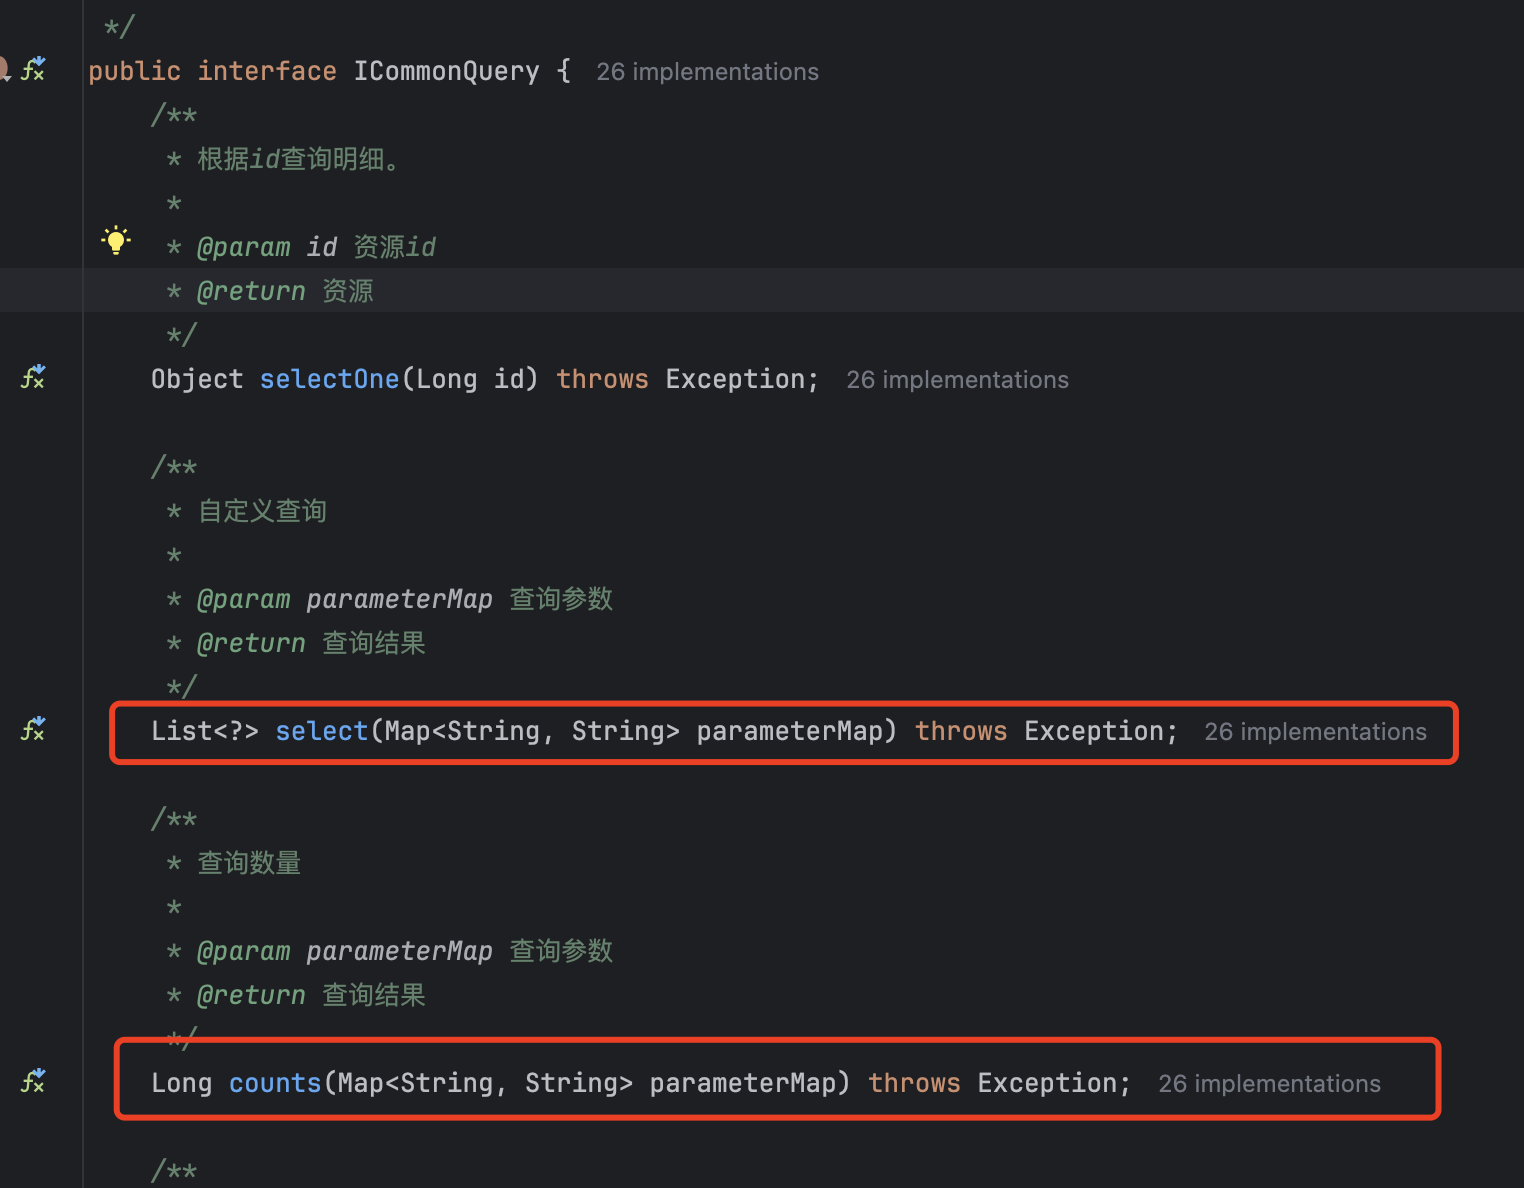 */
public interface ICommonQuery {  26 implementations
/**
* 根据id查询明细。
*
* @param id 资源id
* @return 资源
*/
Object selectOne(Long id) throws Exception;  26 implementations
/**
* 自定义查询
*
* @param parameterMap 查询参数
* @return 查询结果
*/
List<?> select(Map<String, String> parameterMap) throws Exception;  26 implementations
/**
* 查询数量
*
* @param parameterMap 查询参数
* @return 查询结果
*/
Long counts(Map<String, String> parameterMap) throws Exception;  26 implementations
/**